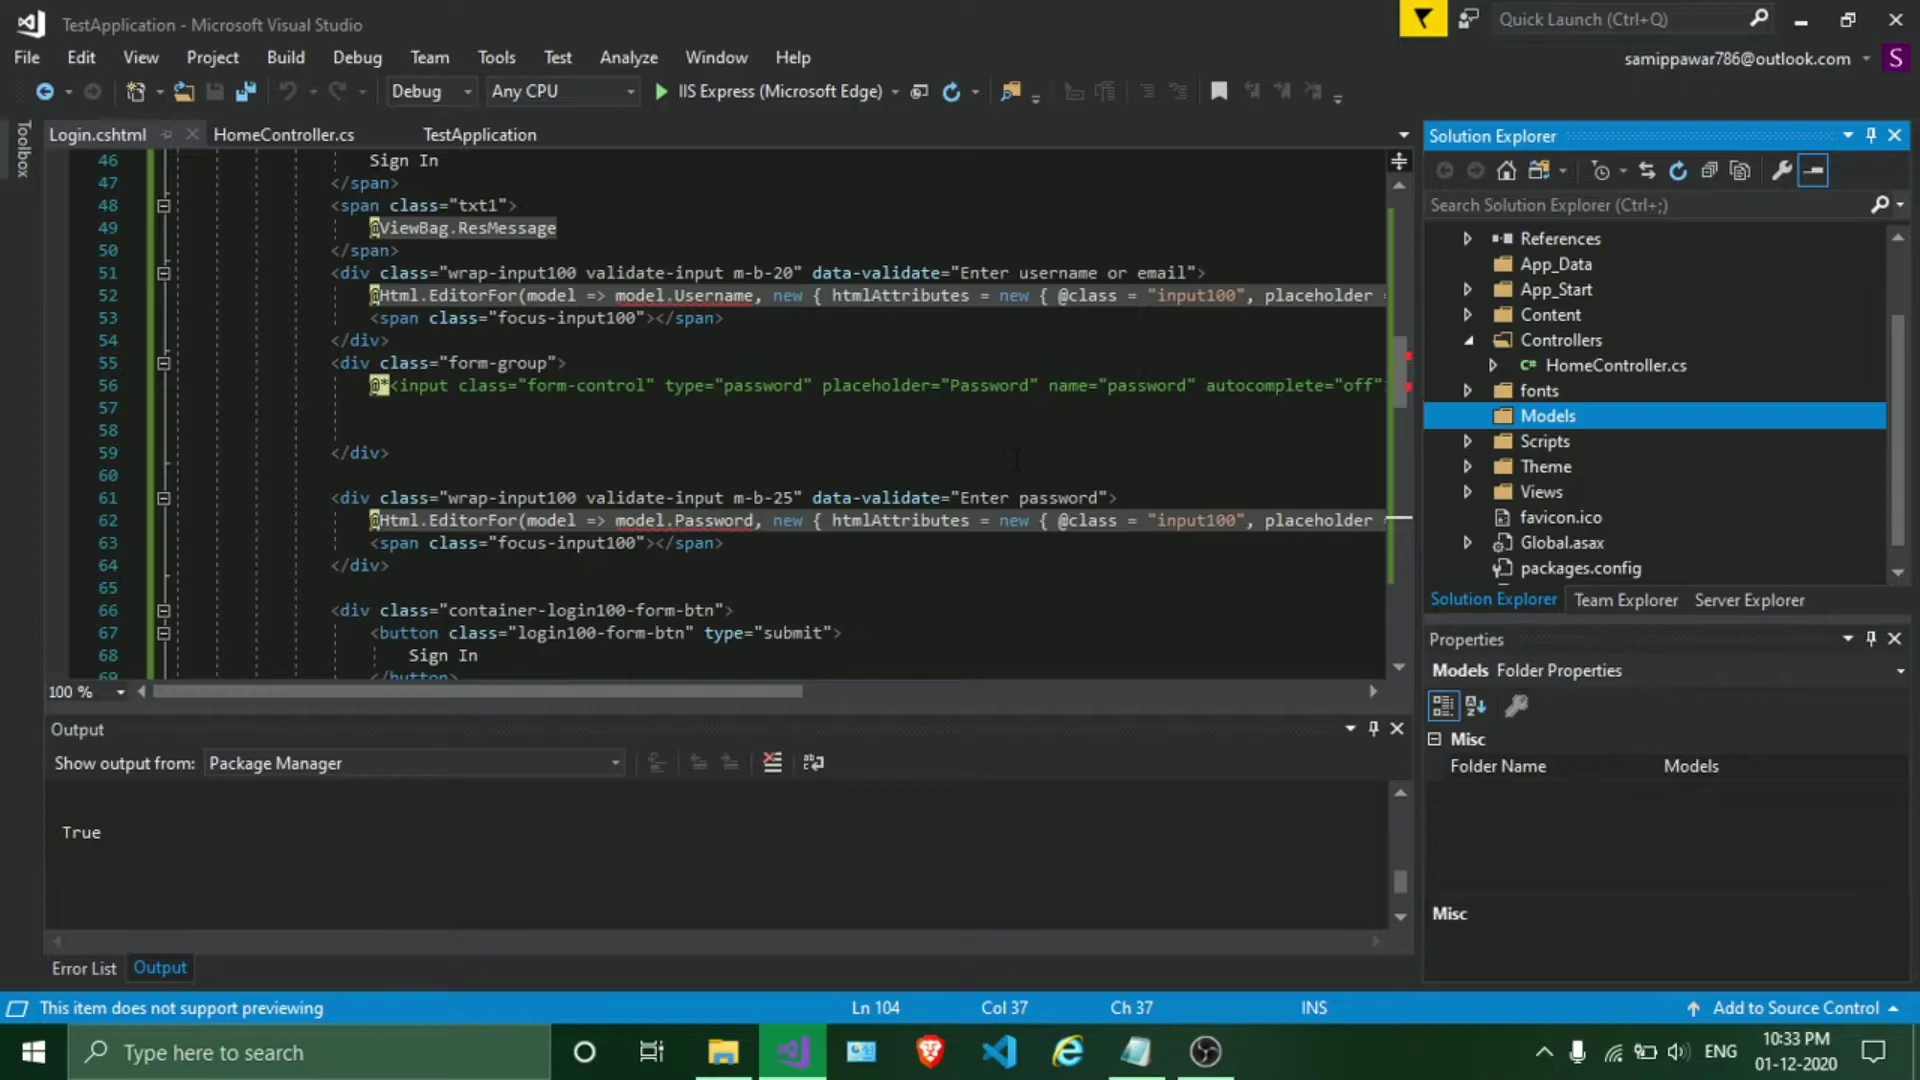 TestApplication - Microsoft Visual Studio
Quick Launch (Ctrl+Q)
File Edit View Project Build Debug Team Tools Test Analyze Window Help
samippawar786@outlook.com S
Debug Any CPU IIS Express (Microsoft Edge)
Toolbox
Login.cshtml HomeController.cs TestApplication
46 Sign In
47 </span>
48 <span class="txt1">
49 @ViewBag.ResMessage
50 </span>
51 <div class="wrap-input100 validate-input m-b-20" data-validate="Enter username or email">
52 @Html.EditorFor(model => model.Username, new { htmlAttributes = new { @class = "input100", placeholder =
53 <span class="focus-input100"></span>
54 </div>
55 <div class="form-group">
56 @*<input class="form-control" type="password" placeholder="Password" name="password" autocomplete="off"
57
58
59 </div>
60
61 <div class="wrap-input100 validate-input m-b-25" data-validate="Enter password">
62 @Html.EditorFor(model => model.Password, new { htmlAttributes = new { @class = "input100", placeholder =
63 <span class="focus-input100"></span>
64 </div>
65
66 <div class="container-login100-form-btn">
67 <button class="login100-form-btn" type="submit">
68 Sign In
69 </button>
100 %
Output
Show output from: Package Manager
True
Error List Output
Solution Explorer
Search Solution Explorer (Ctrl+;)
References
App_Data
App_Start
Content
Controllers
C# HomeController.cs
fonts
Models
Scripts
Theme
Views
favicon.ico
Global.asax
packages.config
Solution Explorer Team Explorer Server Explorer
Properties
Models Folder Properties
Misc
Folder Name Models
Misc
This item does not support previewing Ln 104 Col 37 Ch 37 INS Add to Source Control
Type here to search
ENG
10:33 PM
01-12-2020